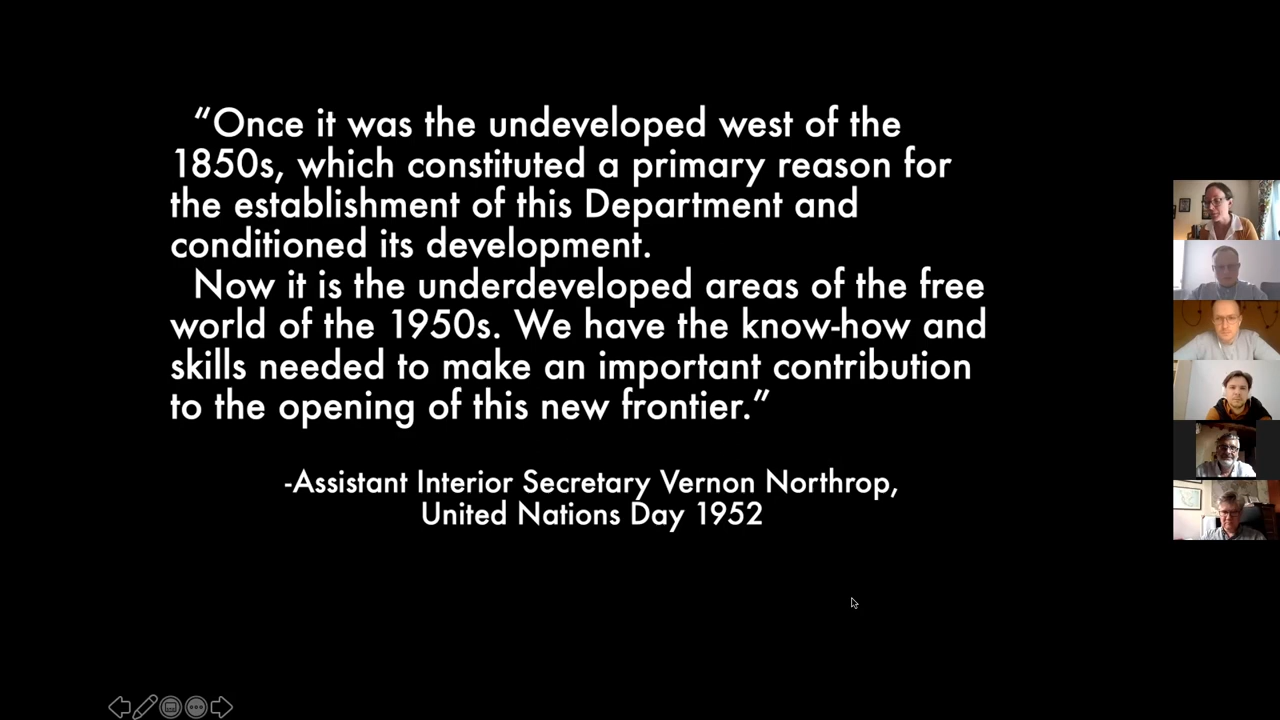 “Once it was the undeveloped west of the
1850s, which constituted a primary reason for
the establishment of this Department and
conditioned its development.
Now it is the underdeveloped areas of the free
world of the 1950s. We have the know-how and
skills needed to make an important contribution
to the opening of this new frontier.”
-Assistant Interior Secretary Vernon Northrop,
United Nations Day 1952